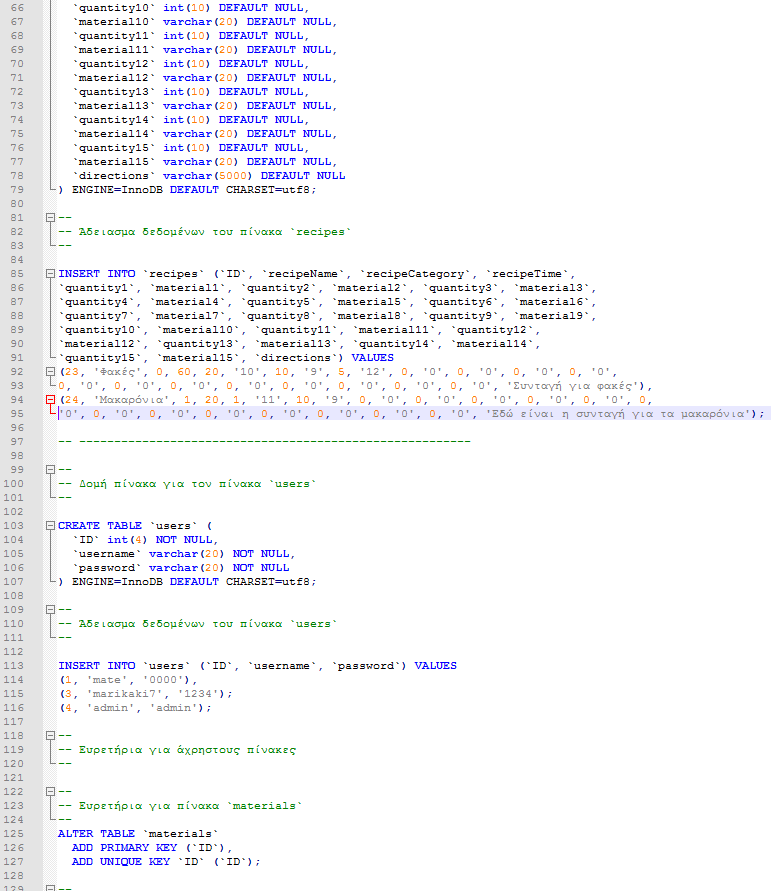 66 `quantity10` int(10) DEFAULT NULL,
67 `material10` varchar(20) DEFAULT NULL,
68 `quantity11` int(10) DEFAULT NULL,
69 `material11` varchar(20) DEFAULT NULL,
70 `quantity12` int(10) DEFAULT NULL,
71 `material12` varchar(20) DEFAULT NULL,
72 `quantity13` int(10) DEFAULT NULL,
73 `material13` varchar(20) DEFAULT NULL,
74 `quantity14` int(10) DEFAULT NULL,
75 `material14` varchar(20) DEFAULT NULL,
76 `quantity15` int(10) DEFAULT NULL,
77 `material15` varchar(20) DEFAULT NULL,
78 `directions` varchar(5000) DEFAULT NULL
79 ) ENGINE=InnoDB DEFAULT CHARSET=utf8;
80
81 --
82 -- Άδειασμα δεδομένων του πίνακα `recipes`
83 --
84
85 INSERT INTO `recipes` (`ID`, `recipeName`, `recipeCategory`, `recipeTime`,
86 `quantity1`, `material1`, `quantity2`, `material2`, `quantity3`, `material3`,
87 `quantity4`, `material4`, `quantity5`, `material5`, `quantity6`, `material6`,
88 `quantity7`, `material7`, `quantity8`, `material8`, `quantity9`, `material9`,
89 `quantity10`, `material10`, `quantity11`, `material11`, `quantity12`,
90 `material12`, `quantity13`, `material13`, `quantity14`, `material14`,
91 `quantity15`, `material15`, `directions`) VALUES
92 (23, 'Φακές', 0, 60, 20, '10', 10, '9', 5, '12', 0, '0', 0, '0', 0, '0', 0, '0',
93 0, '0', 0, '0', 0, '0', 0, '0', 0, '0', 0, '0', 0, '0', 0, '0', 'Συνταγή για φακές'),
94 (24, 'Μακαρόνια', 1, 20, 1, '11', 10, '9', 0, '0', 0, '0', 0, '0', 0, '0', 0, '0', 0,
95 '0', 0, '0', 0, '0', 0, '0', 0, '0', 0, '0', 0, '0', 0, '0', 'Εδώ είναι η συνταγή για τα μακαρόνια');
96
97 -- --------------------------------------------------------
98
99 --
100 -- Δομή πίνακα για τον πίνακα `users`
101 --
102
103 CREATE TABLE `users` (
104 `ID` int(4) NOT NULL,
105 `username` varchar(20) NOT NULL,
106 `password` varchar(20) NOT NULL
107 ) ENGINE=InnoDB DEFAULT CHARSET=utf8;
108
109 --
110 -- Άδειασμα δεδομένων του πίνακα `users`
111 --
112
113 INSERT INTO `users` (`ID`, `username`, `password`) VALUES
114 (1, 'mate', '0000'),
115 (3, 'marikaki7', '1234');
116 (4, 'admin', 'admin');
117
118 --
119 -- Ευρετήρια για άχρηστους πίνακες
120 --
121
122 --
123 -- Ευρετήρια για πίνακα `materials`
124 --
125 ALTER TABLE `materials`
126 ADD PRIMARY KEY (`ID`),
127 ADD UNIQUE KEY `ID` (`ID`);
128
129 --